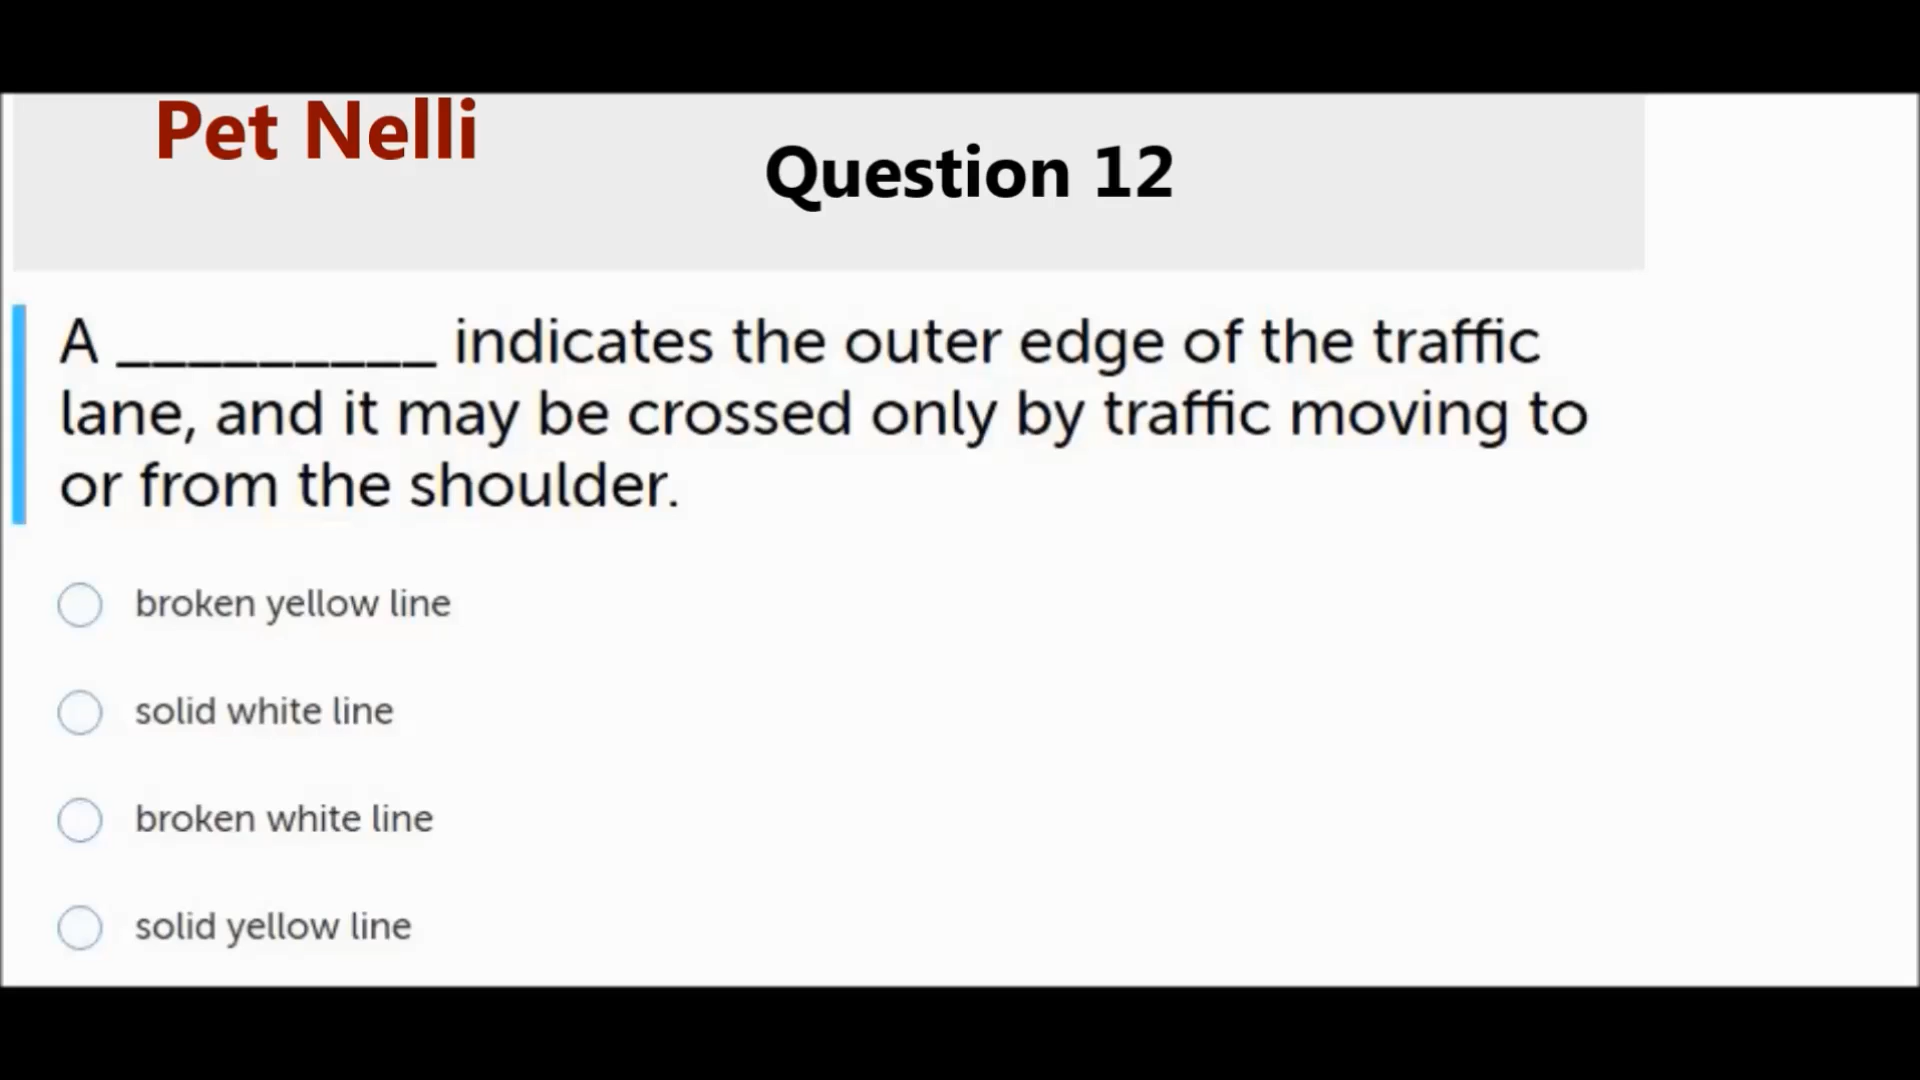 Pet Nelli
Question 12
A _________ indicates the outer edge of the traffic
lane, and it may be crossed only by traffic moving to
or from the shoulder.
broken yellow line
solid white line
broken white line
solid yellow line